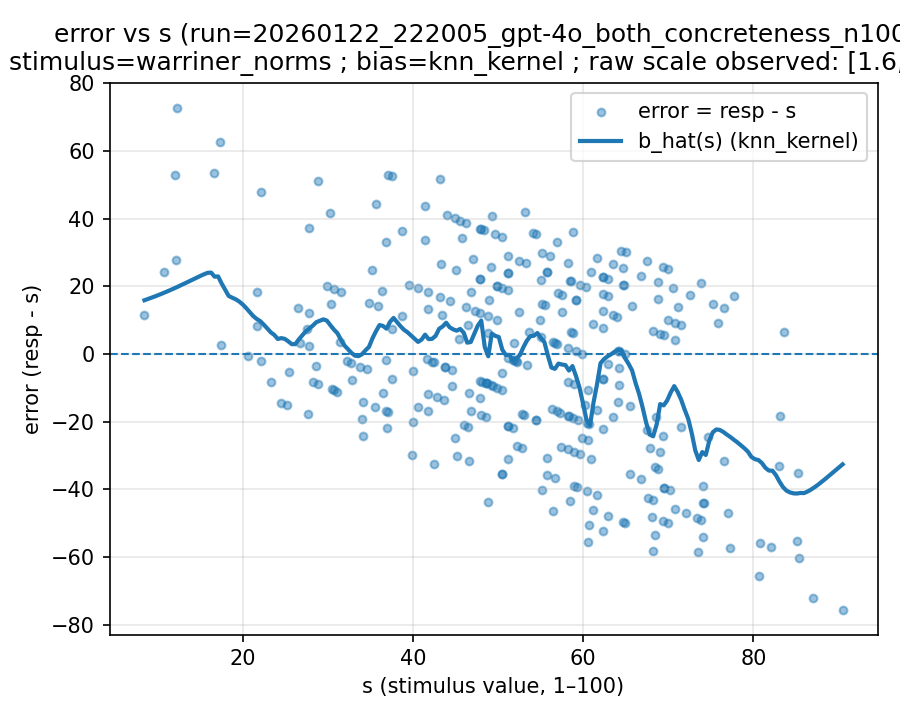 error vs s (run=20260122_222005_gpt-4o_both_concreteness_n100
stimulus=warriner_norms ; bias=knn_kernel ; raw scale observed: [1.6,
error = resp - s
b_hat(s) (knn_kernel)
80
60
40
20
0
−20
−40
−60
−80
error (resp - s)
20
40
60
80
s (stimulus value, 1–100)